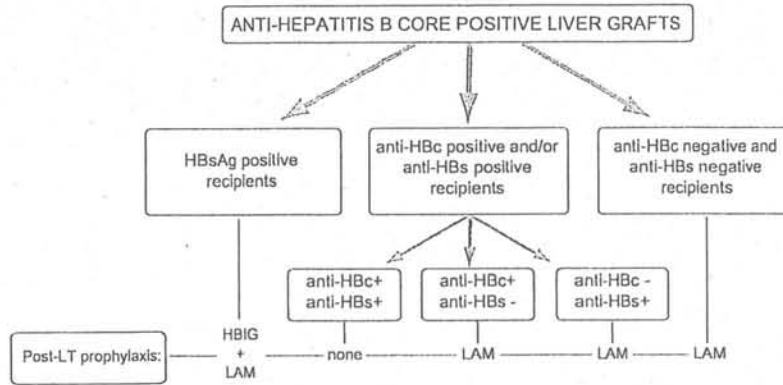 ANTI-HEPATITIS B CORE POSITIVE LIVER GRAFTS
HBsAg positive
recipients
anti-HBc positive and/or
anti-HBs positive
recipients
anti-HBc negative and
anti-HBs negative
recipients
anti-HBc+
anti-HBs+
anti-HBc+
anti-HBs -
anti-HBc -
anti-HBs+
Post-LT prophylaxis:
HBIG
+
LAM
none
LAM
LAM
LAM